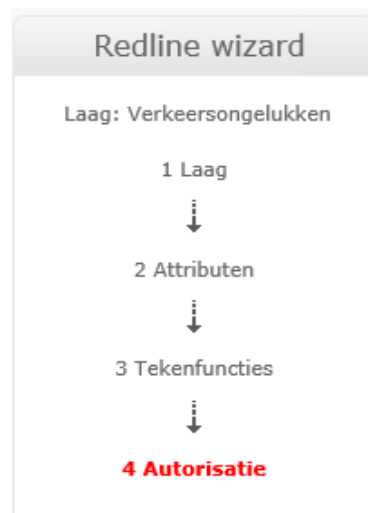 Redline wizard
Laag: Verkeersongelukken
1 Laag
2 Attributen
3 Tekenfuncties
4 Autorisatie